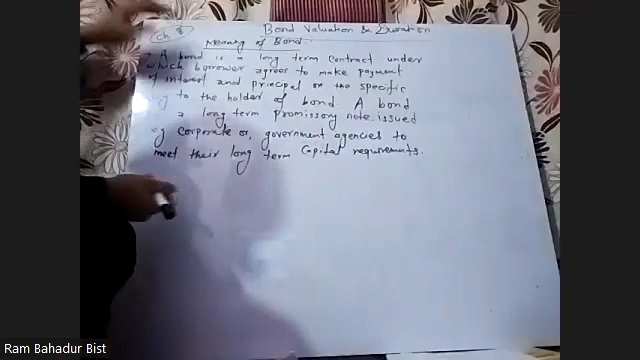 Ch 8
Bond Valuation & Duration
Meaning of Bond
A bond is a long term contract under
which borrower agrees to make payment
of interest and principal on the specific
to the holder of bond. A bond
a long term promissory note issued
by corporate or, government agencies to
meet their long term Capital requirements.
Ram Bahadur Bist